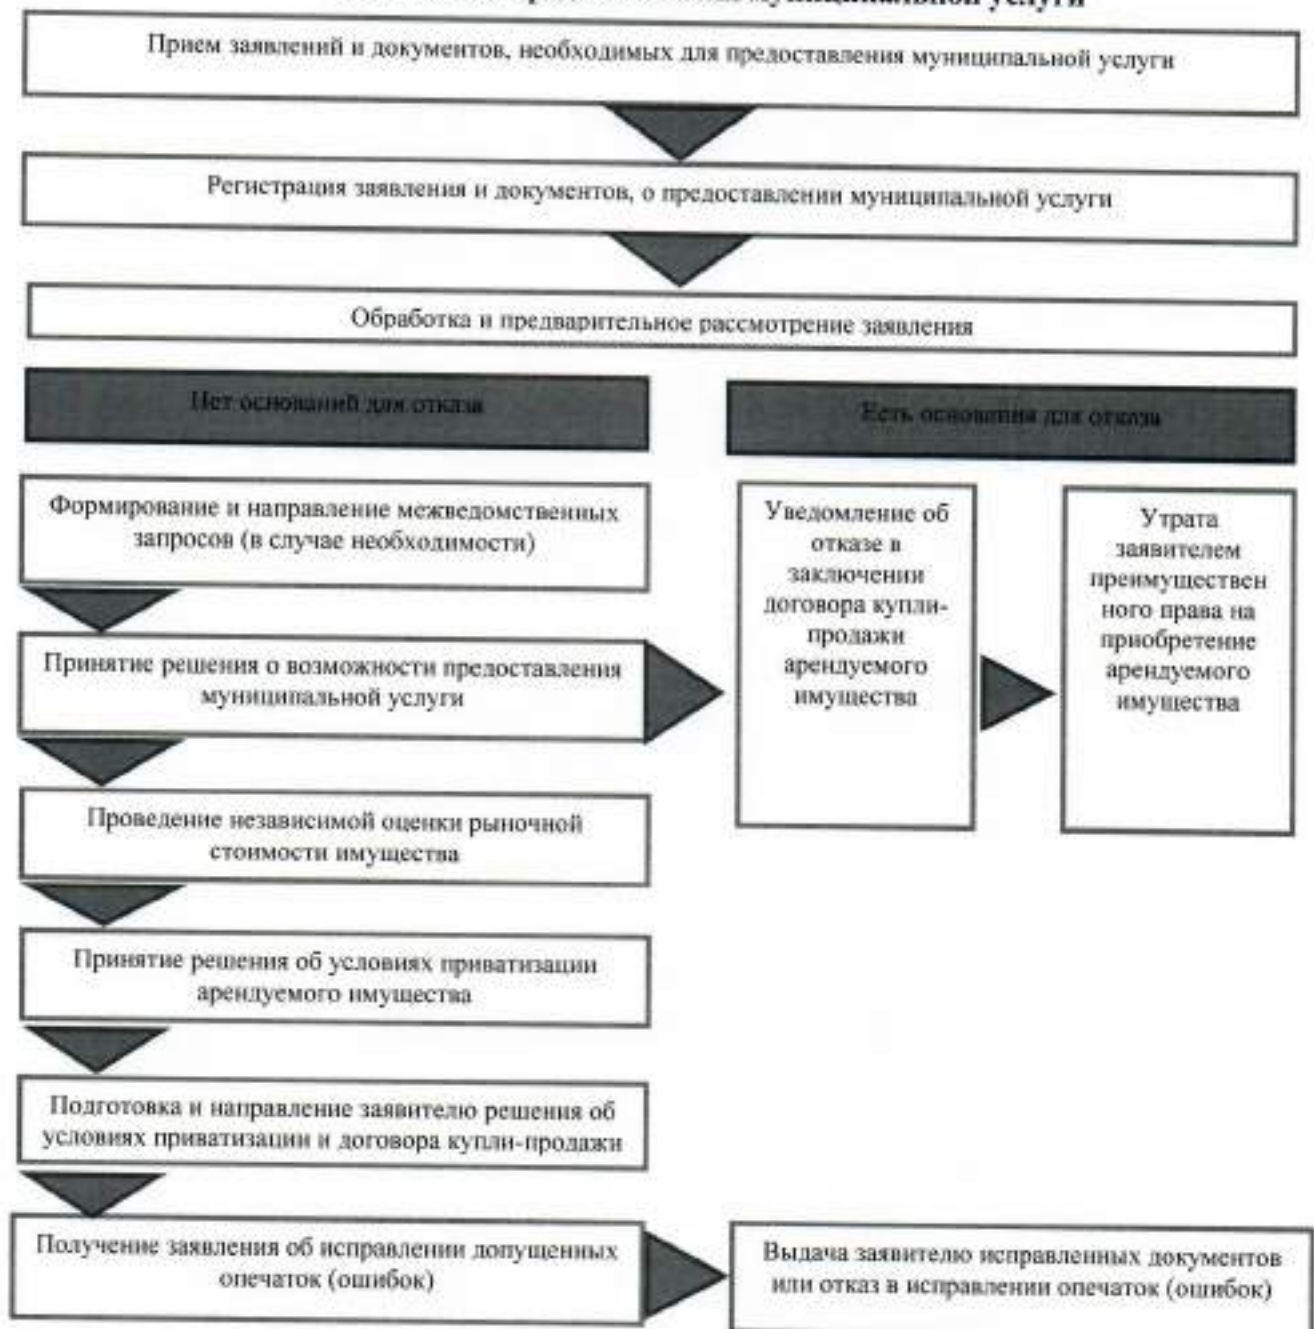 муниципальной услуги
Прием заявлений и документов, необходимых для предоставления муниципальной услуги
Регистрация заявления и документов, о предоставлении муниципальной услуги
Обработка и предварительное рассмотрение заявления
Нет оснований для отказа
Есть основания для отказа
Формирование и направление межведомственных
запросов (в случае необходимости)
Принятие решения о возможности предоставления
муниципальной услуги
Уведомление об
отказе в
заключении
договора купли-
продажи
арендуемого
имущества
Утрата
заявителем
преимуществен
ного права на
приобретение
арендуемого
имущества
Проведение независимой оценки рыночной
стоимости имущества
Принятие решения об условиях приватизации
арендуемого имущества
Подготовка и направление заявителю решения об
условиях приватизации и договора купли-продажи
Получение заявления об исправлении допущенных
опечаток (ошибок)
Выдача заявителю исправленных документов
или отказ в исправлении опечаток (ошибок)